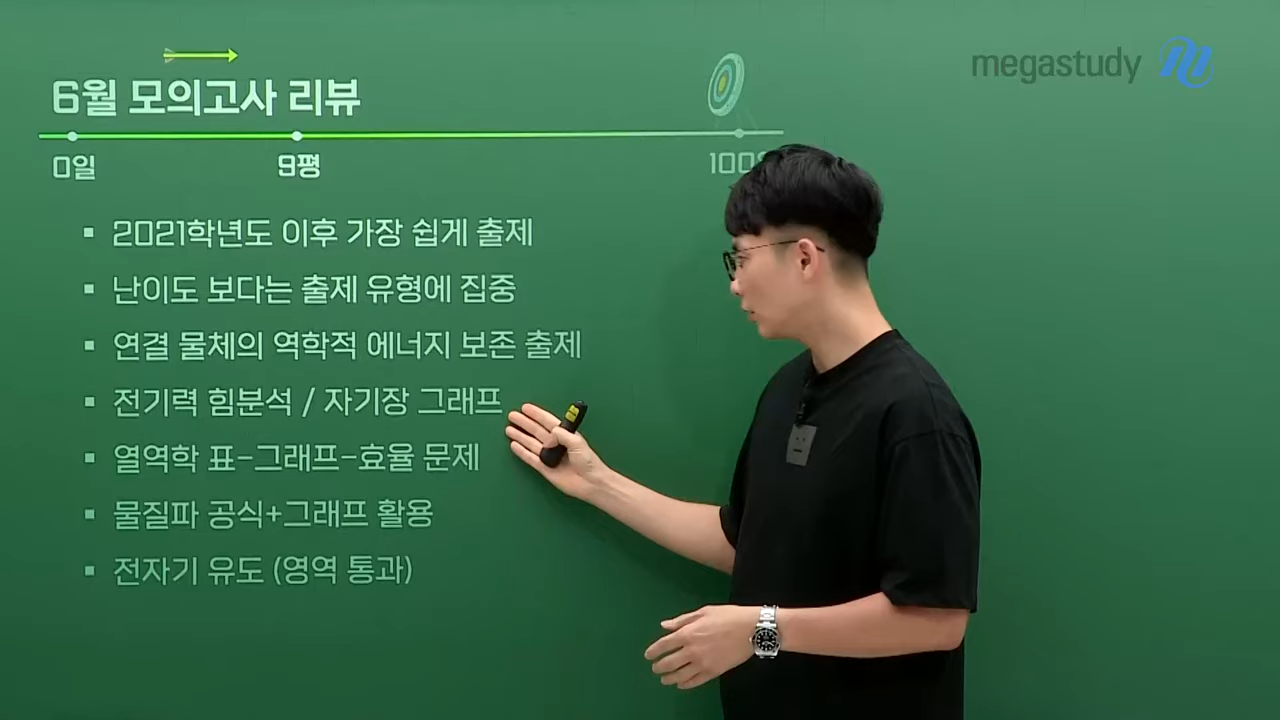 megastudy
6월 모의고사 리뷰
0일 9평
2021학년도 이후 가장 쉽게 출제
난이도 보다는 출제 유형에 집중
연결 물체의 역학적 에너지 보존 출제
전기력 힘분석 / 자기장 그래프
열역학 표-그래프-효율 문제
물질파 공식+그래프 활용
전자기 유도 (영역 통과)